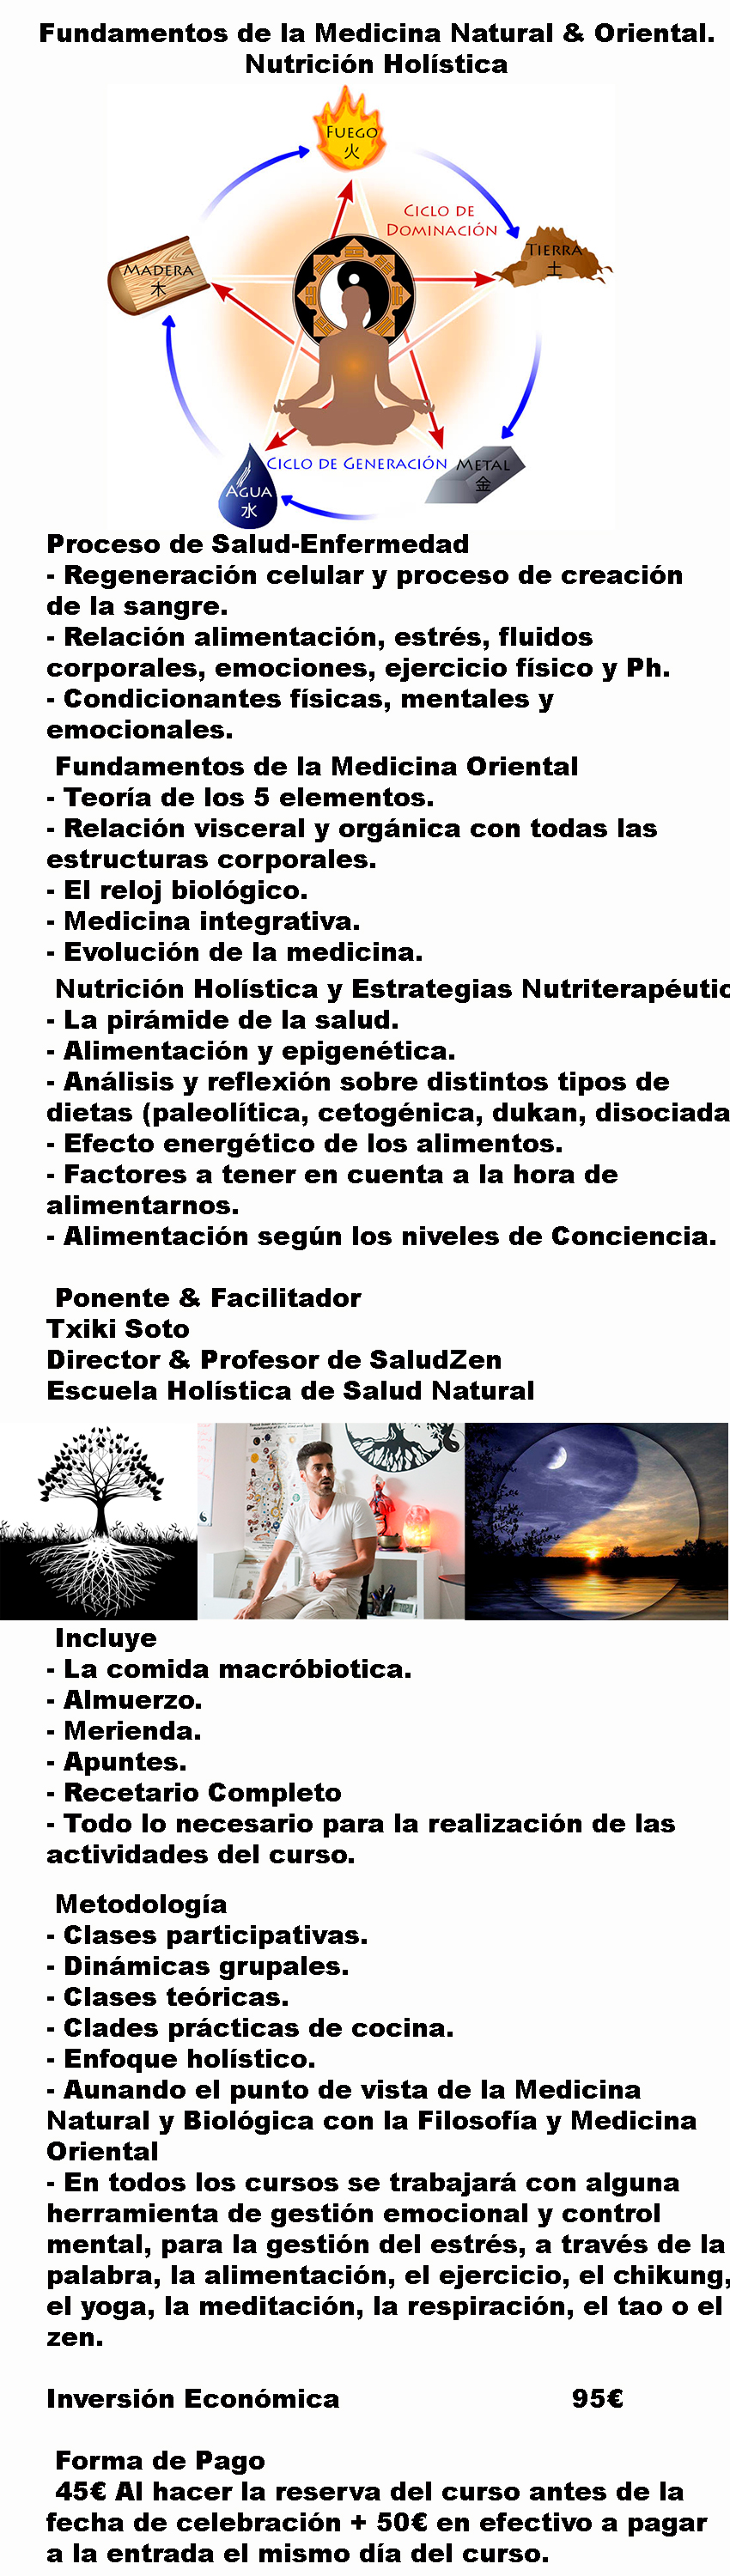 Fundamentos de la Medicina Natural & Oriental.
Nutrición Holística
FUEGO
火
CICLO DE
DOMINACIÓN
TIERRA
土
MADERA
木
CICLO DE GENERACIÓN
METAL
金
AGUA
水
Proceso de Salud-Enfermedad
- Regeneración celular y proceso de creación
de la sangre.
- Relación alimentación, estrés, fluidos
corporales, emociones, ejercicio físico y Ph.
- Condicionantes físicas, mentales y
emocionales.
Fundamentos de la Medicina Oriental
- Teoría de los 5 elementos.
- Relación visceral y orgánica con todas las
estructuras corporales.
- El reloj biológico.
- Medicina integrativa.
- Evolución de la medicina.
Nutrición Holística y Estrategias Nutriterapéutic
- La pirámide de la salud.
- Alimentación y epigenética.
- Análisis y reflexión sobre distintos tipos de
dietas (paleolítica, cetogénica, dukan, disociada
- Efecto energético de los alimentos.
- Factores a tener en cuenta a la hora de
alimentarnos.
- Alimentación según los niveles de Conciencia.
Ponente & Facilitador
Txiki Soto
Director & Profesor de SaludZen
Escuela Holística de Salud Natural
Incluye
- La comida macróbiotica.
- Almuerzo.
- Merienda.
- Apuntes.
- Recetario Completo
- Todo lo necesario para la realización de las
actividades del curso.
Metodología
- Clases participativas.
- Dinámicas grupales.
- Clases teóricas.
- Clades prácticas de cocina.
- Enfoque holístico.
- Aunando el punto de vista de la Medicina
Natural y Biológica con la Filosofía y Medicina
Oriental
- En todos los cursos se trabajará con alguna
herramienta de gestión emocional y control
mental, para la gestión del estrés, a través de la
palabra, la alimentación, el ejercicio, el chikung,
el yoga, la meditación, la respiración, el tao o el
zen.
Inversión Económica 95€
Forma de Pago
45€ Al hacer la reserva del curso antes de la
fecha de celebración + 50€ en efectivo a pagar
a la entrada el mismo día del curso.